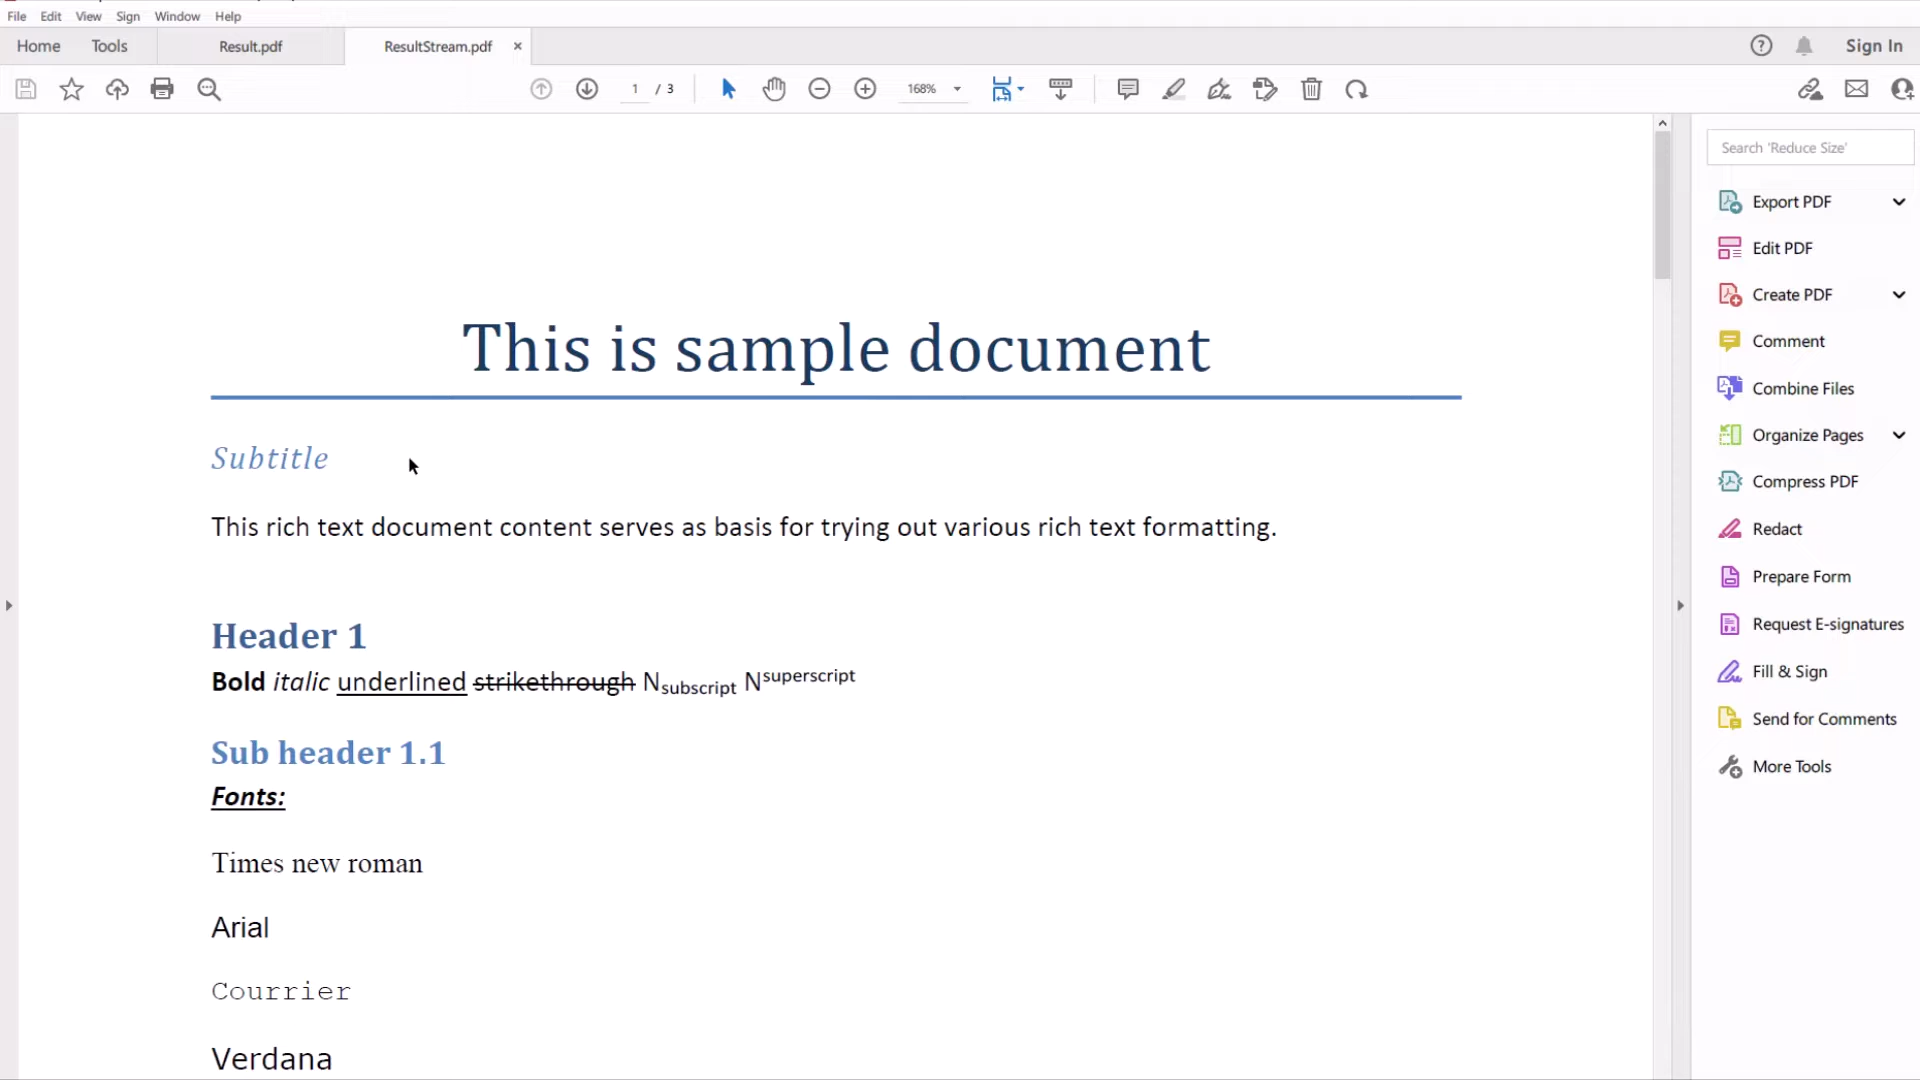 File Edit View Sign Window Help
Home Tools Result.pdf ResultStream.pdf × Sign In
1 / 3 168%
Search 'Reduce Size'
Export PDF
Edit PDF
Create PDF
Comment
Combine Files
Organize Pages
Compress PDF
Redact
Prepare Form
Request E-signatures
Fill & Sign
Send for Comments
More Tools
This is sample document
Subtitle
This rich text document content serves as basis for trying out various rich text formatting.
Header 1
Bold italic underlined strikethrough Nsubscript Nsuperscript
Sub header 1.1
Fonts:
Times new roman
Arial
Courrier
Verdana